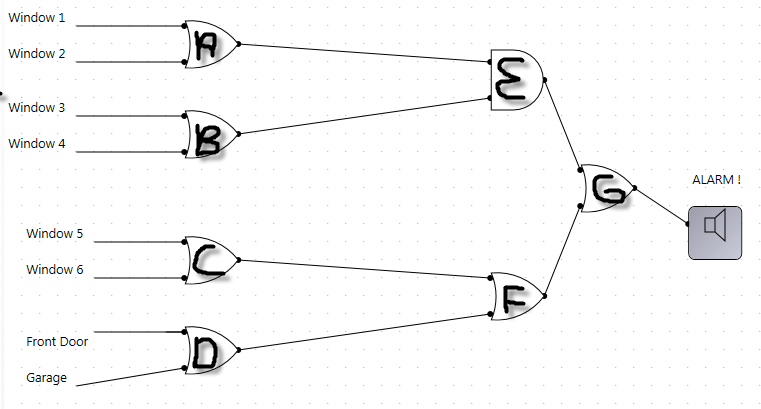 Window 1
Window 2
A
Window 3
Window 4
B
E
G
ALARM !
Window 5
Window 6
C
F
Front Door
Garage
D